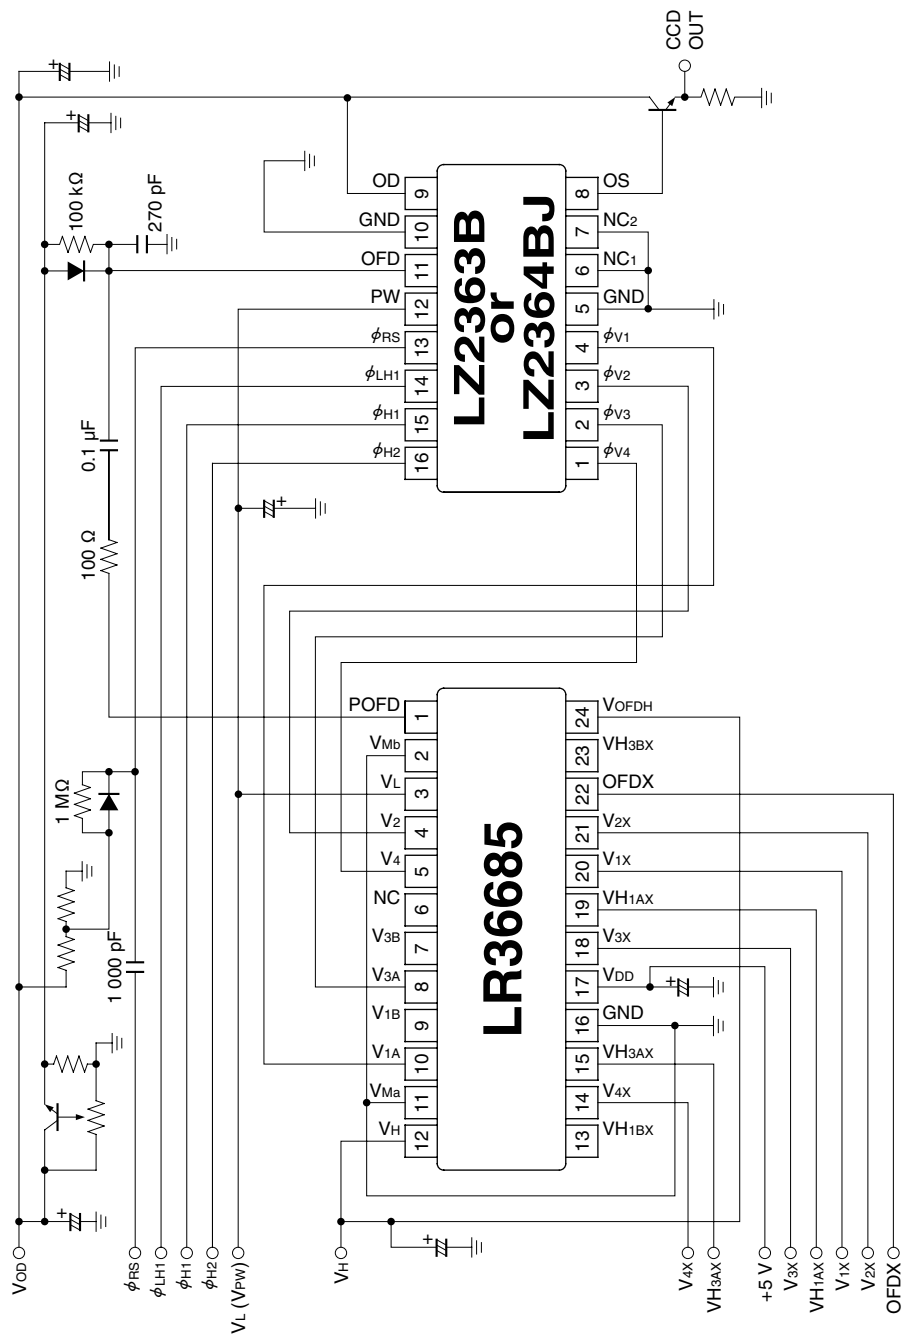 CCD
OUT
100 kΩ
270 pF
0.1 µF
100 Ω
1 MΩ
1 000 pF
OD
GND
OFD
PW
ϕRS
ϕLH1
ϕH1
ϕH2
9
10
11
12
13
14
15
16
LZ2363B
or
LZ2364BJ
8
7
6
5
4
3
2
1
OS
NC2
NC1
GND
ϕV1
ϕV2
ϕV3
ϕV4
POFD
VMb
VL
V2
V4
NC
V3B
V3A
V1B
V1A
VMa
VH
1
2
3
4
5
6
7
8
9
10
11
12
LR36685
24
23
22
21
20
19
18
17
16
15
14
13
VOFDH
VH3BX
OFDX
V2X
V1X
VH1AX
V3X
VDD
GND
VH3AX
V4X
VH1BX
VOD
ϕRS
ϕLH1
ϕH1
ϕH2
VL (VPW)
VH
V4X
VH3AX
+5 V
V3X
VH1AX
V1X
V2X
OFDX